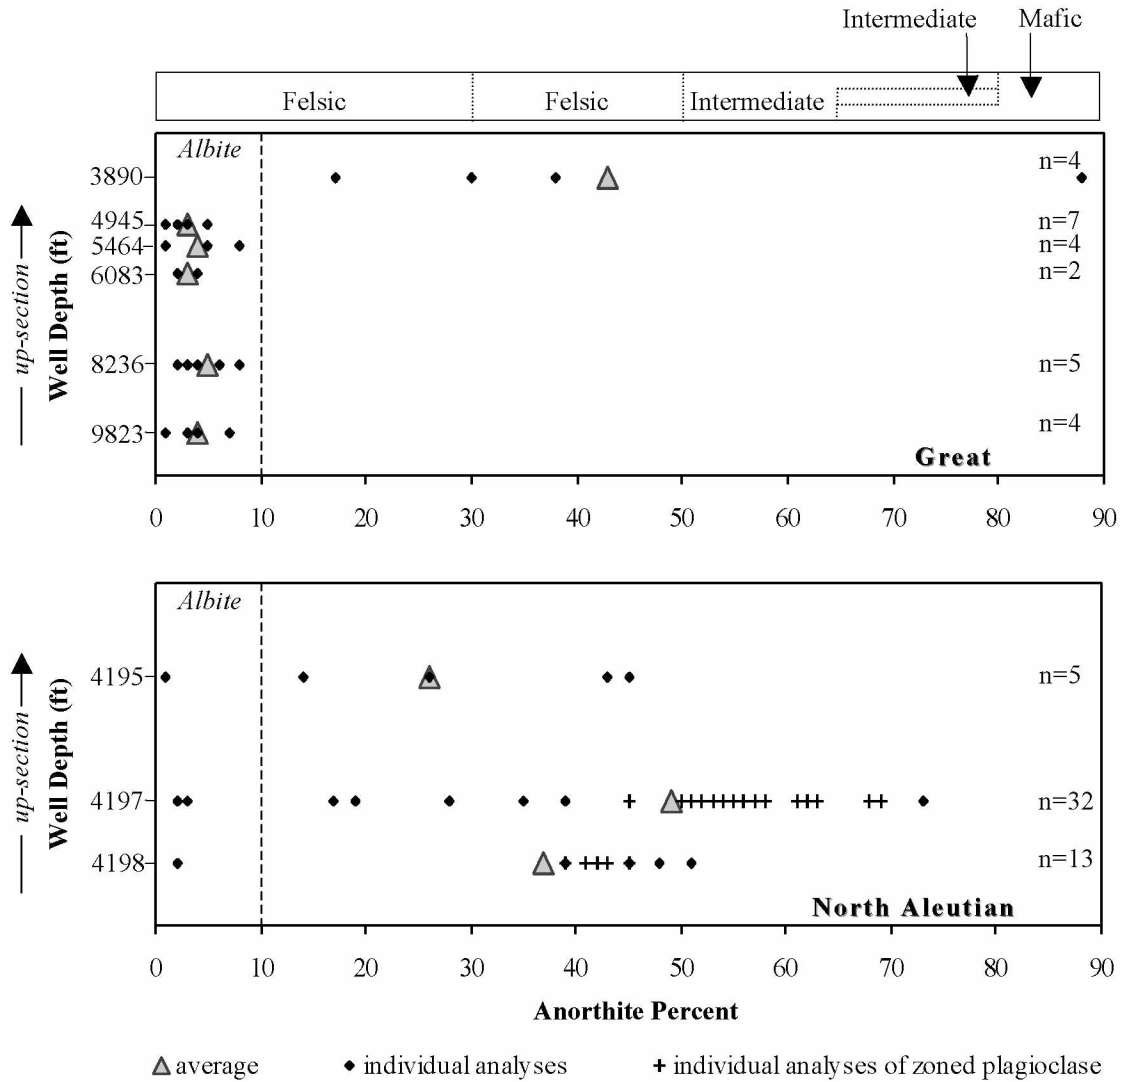 Intermediate Mafic
Felsic Felsic Intermediate
Albite
3890 n=4
4945 n=7
5464 n=4
6083 n=2
8236 n=5
9823 n=4
Great
up-section
Well Depth (ft)
0 10 20 30 40 50 60 70 80 90
Albite
4195 n=5
4197 n=32
4198 n=13
North Aleutian
up-section
Well Depth (ft)
0 10 20 30 40 50 60 70 80 90
Anorthite Percent
average individual analyses individual analyses of zoned plagioclase